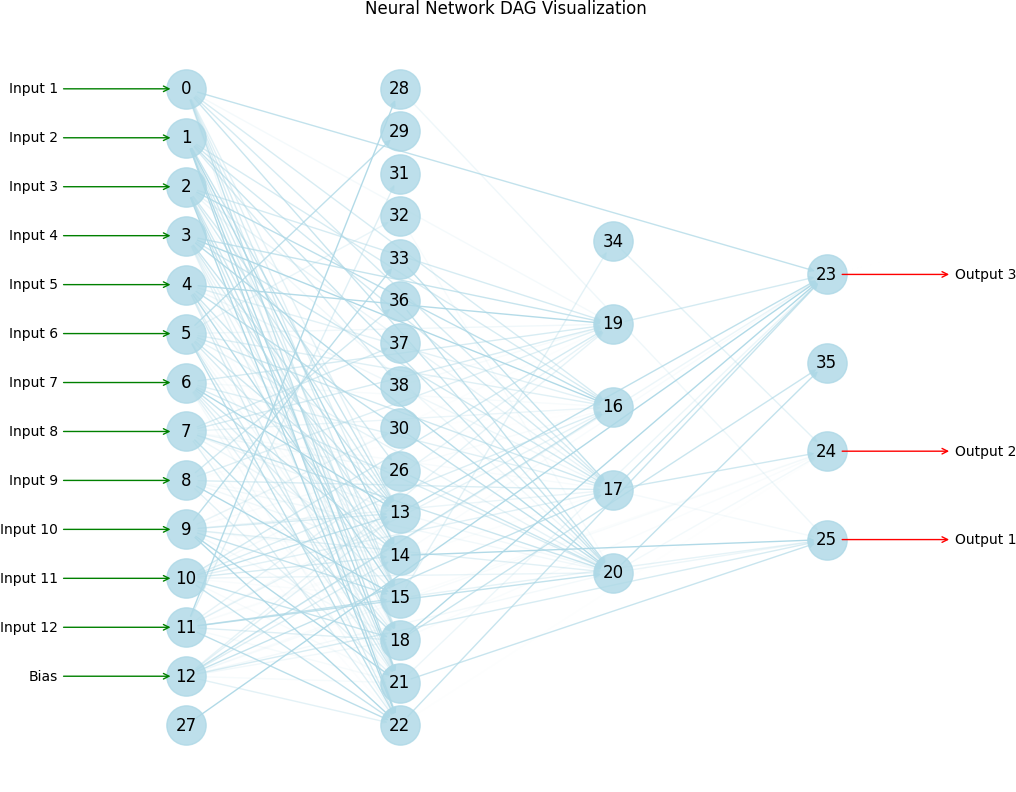 Neural Network DAG Visualization
Input 1
Input 2
Input 3
Input 4
Input 5
Input 6
Input 7
Input 8
Input 9
Input 10
Input 11
Input 12
Bias
0
1
2
3
4
5
6
7
8
9
10
11
12
27
28
29
31
32
33
36
37
38
30
26
13
14
15
18
21
22
34
19
16
17
20
23
35
24
25
Output 3
Output 2
Output 1